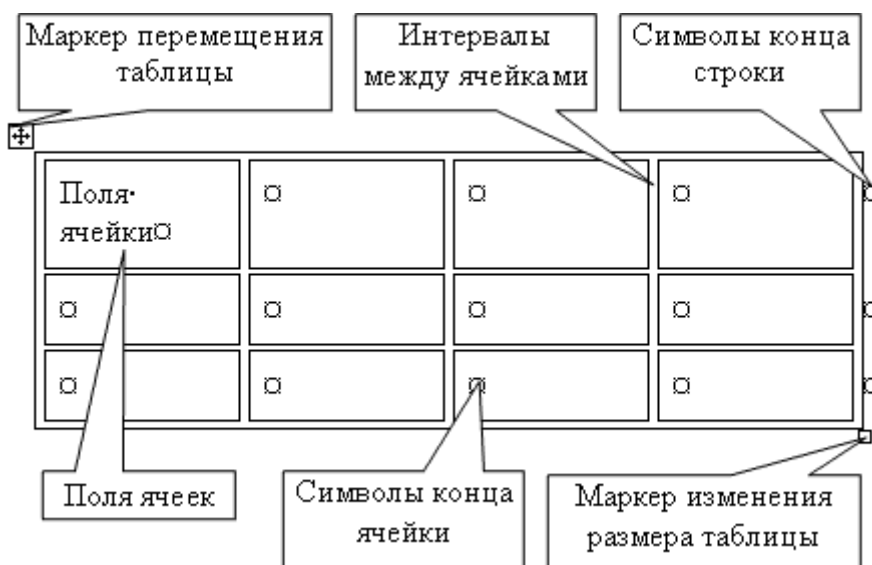 Маркер перемещения
таблицы
Интервалы
между ячейками
Символы конца
строки
Поля·
ячейки¤
¤
¤
¤
¤
¤
¤
¤
¤
¤
¤
¤
¤
¤
¤
Поля ячеек
Символы конца
ячейки
Маркер изменения
размера таблицы